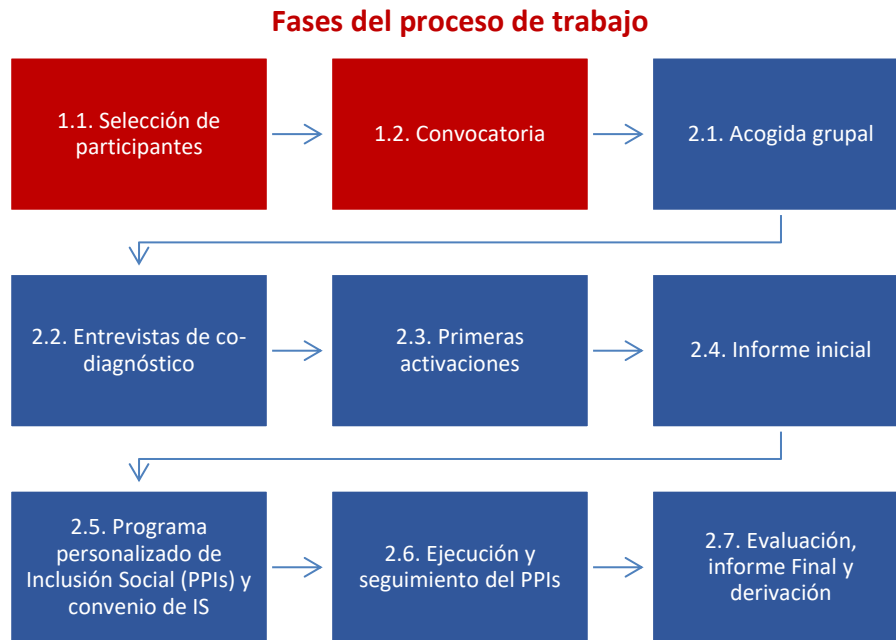 Fases del proceso de trabajo
1.1. Selección de
participantes
1.2. Convocatoria
2.1. Acogida grupal
2.2. Entrevistas de co-
diagnóstico
2.3. Primeras
activaciones
2.4. Informe inicial
2.5. Programa
personalizado de
Inclusión Social (PPIs) y
convenio de IS
2.6. Ejecución y
seguimiento del PPIs
2.7. Evaluación,
informe Final y
derivación